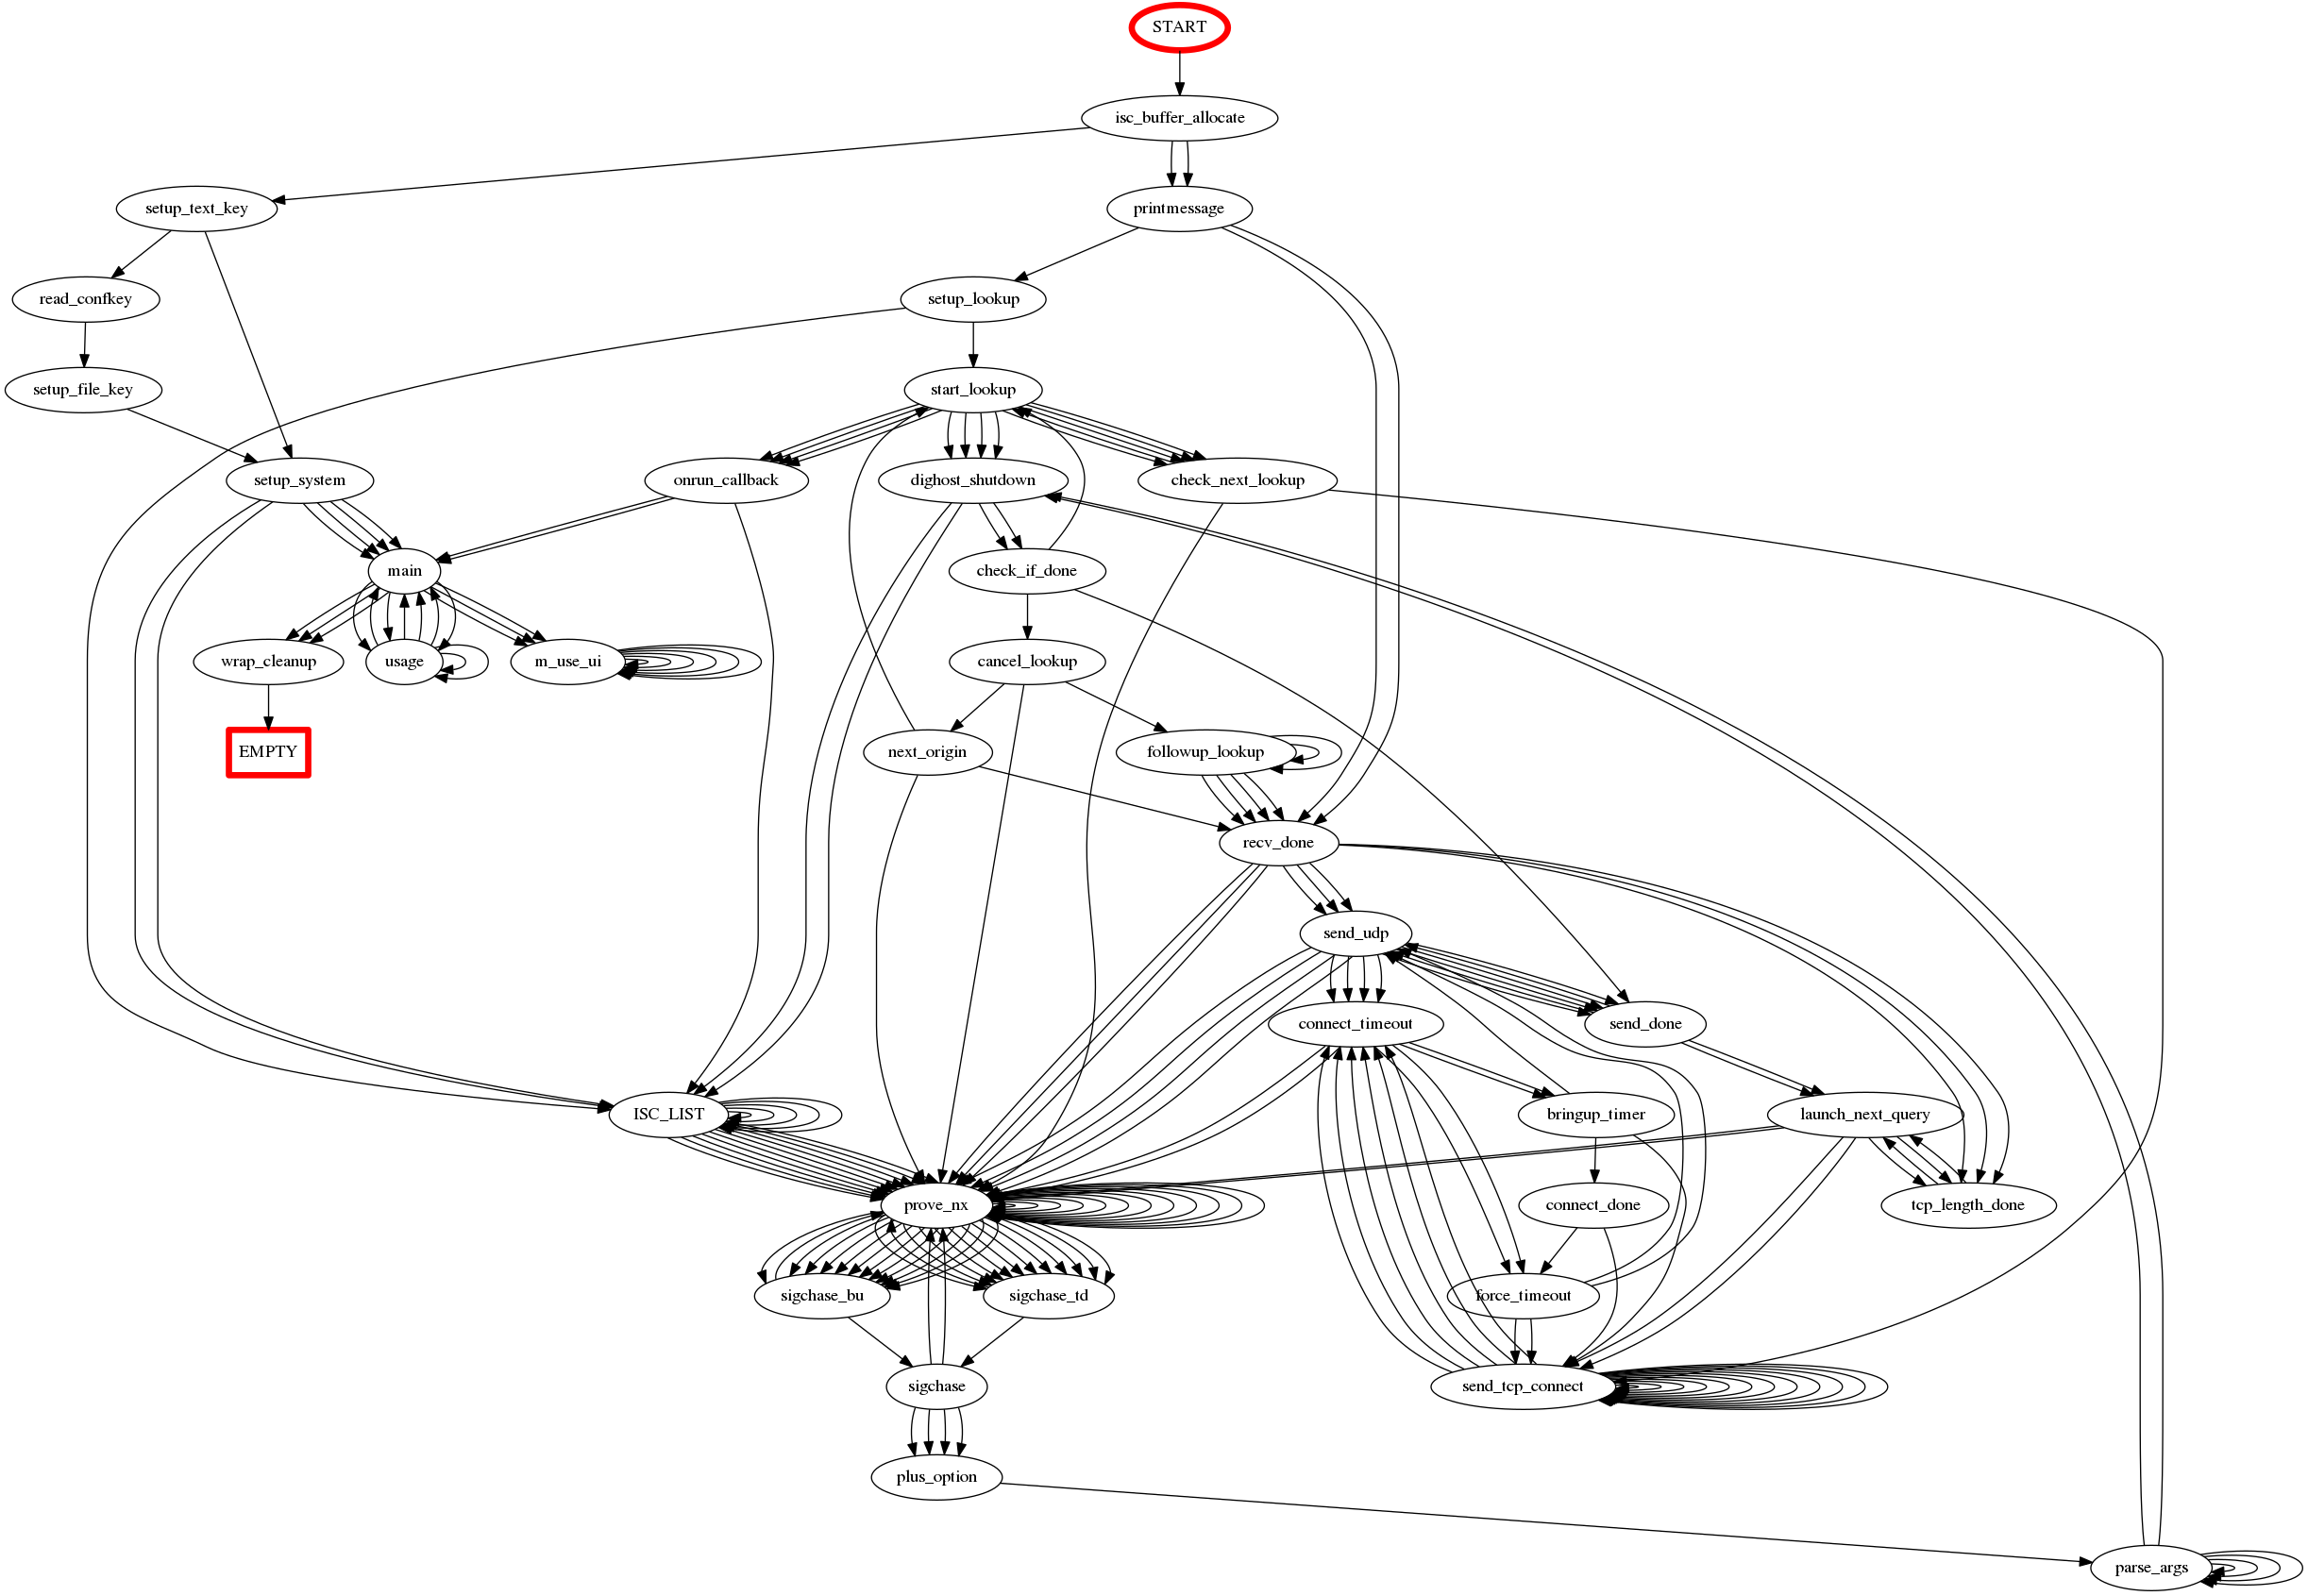 START
isc_buffer_allocate
setup_text_key
printmessage
read_confkey
setup_lookup
setup_file_key
start_lookup
setup_system
onrun_callback
dighost_shutdown
check_next_lookup
main
check_if_done
wrap_cleanup
usage
m_use_ui
cancel_lookup
EMPTY
next_origin
followup_lookup
recv_done
send_udp
connect_timeout
send_done
ISC_LIST
bringup_timer
launch_next_query
prove_nx
connect_done
tcp_length_done
sigchase_bu
sigchase_td
force_timeout
sigchase
send_tcp_connect
plus_option
parse_args